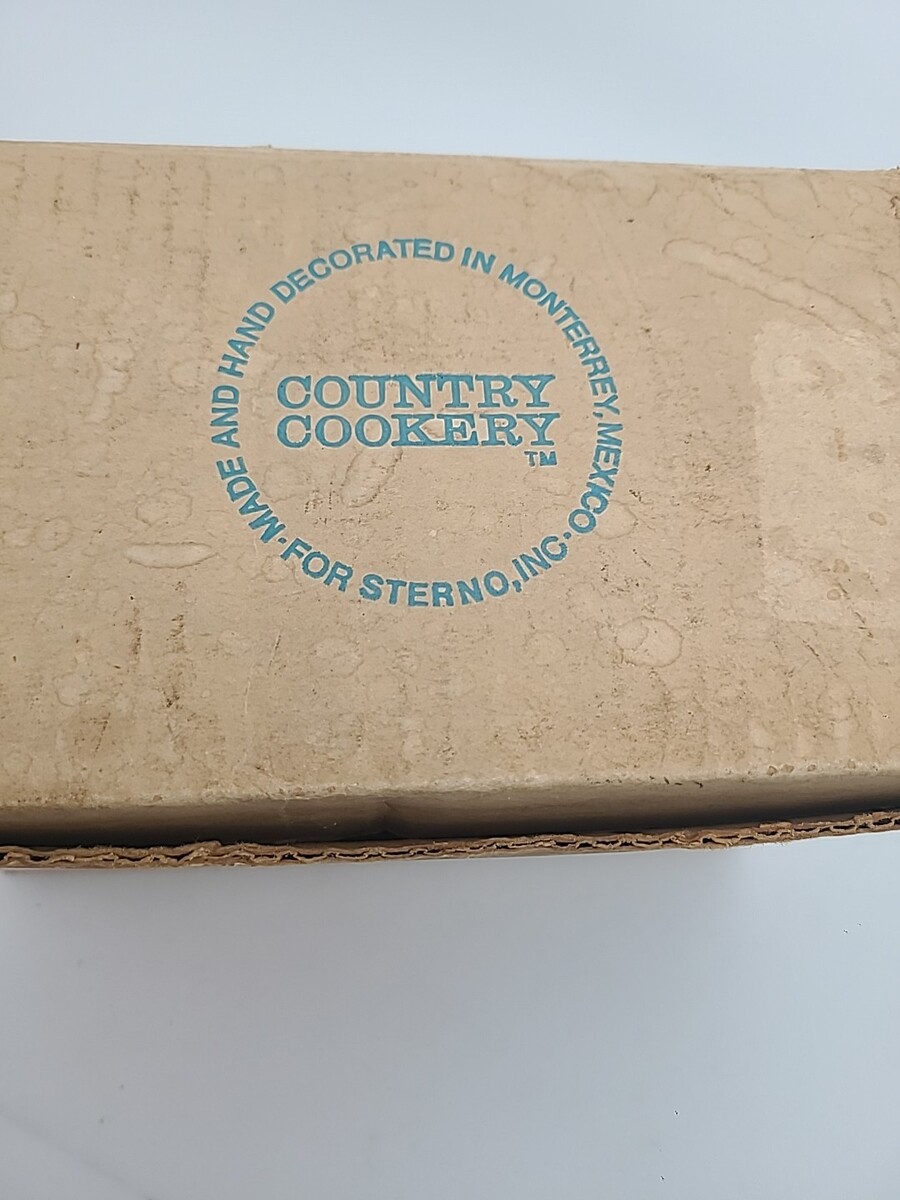 MADE AND HAND DECORATED IN MONTERREY, MEXICO · FOR STERNO, INC ·
COUNTRY
COOKERY
TM